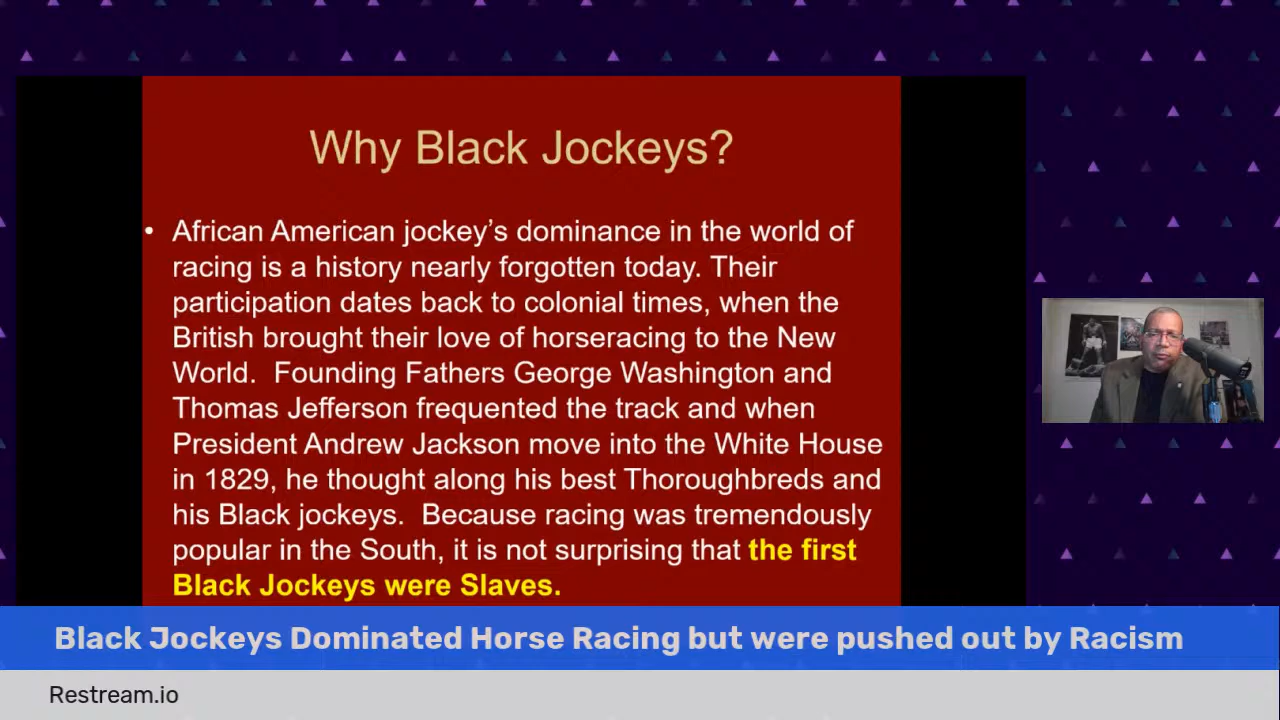 Why Black Jockeys?
• African American jockey's dominance in the world of
racing is a history nearly forgotten today. Their
participation dates back to colonial times, when the
British brought their love of horseracing to the New
World.  Founding Fathers George Washington and
Thomas Jefferson frequented the track and when
President Andrew Jackson move into the White House
in 1829, he thought along his best Thoroughbreds and
his Black jockeys.  Because racing was tremendously
popular in the South, it is not surprising that the first
Black Jockeys were Slaves.
Black Jockeys Dominated Horse Racing but were pushed out by Racism
Restream.io